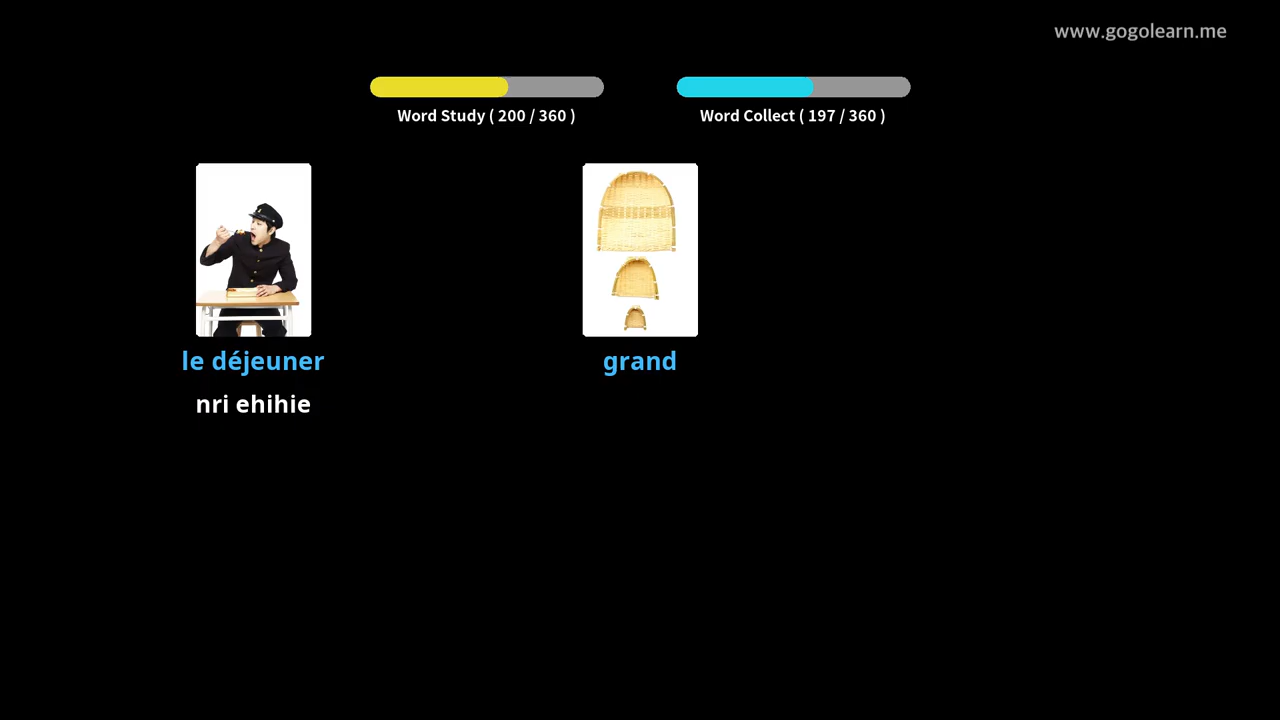 www.gogolearn.me
Word Study ( 200 / 360 )
Word Collect ( 197 / 360 )
le déjeuner
grand
nri ehihie